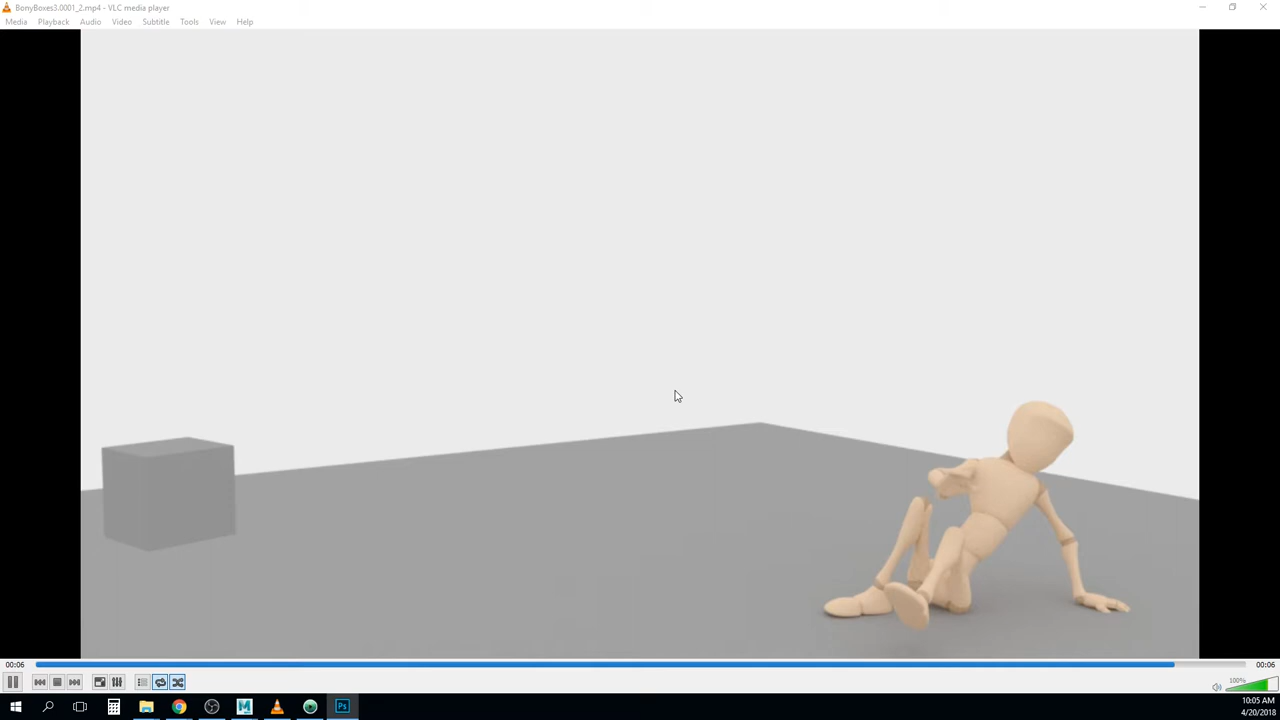 BonyBoxes3.0001_2.mp4 - VLC media player
Media Playback Audio Video Subtitle Tools View Help
00:06 00:06
100%
M
Ps
10:05 AM
4/20/2018